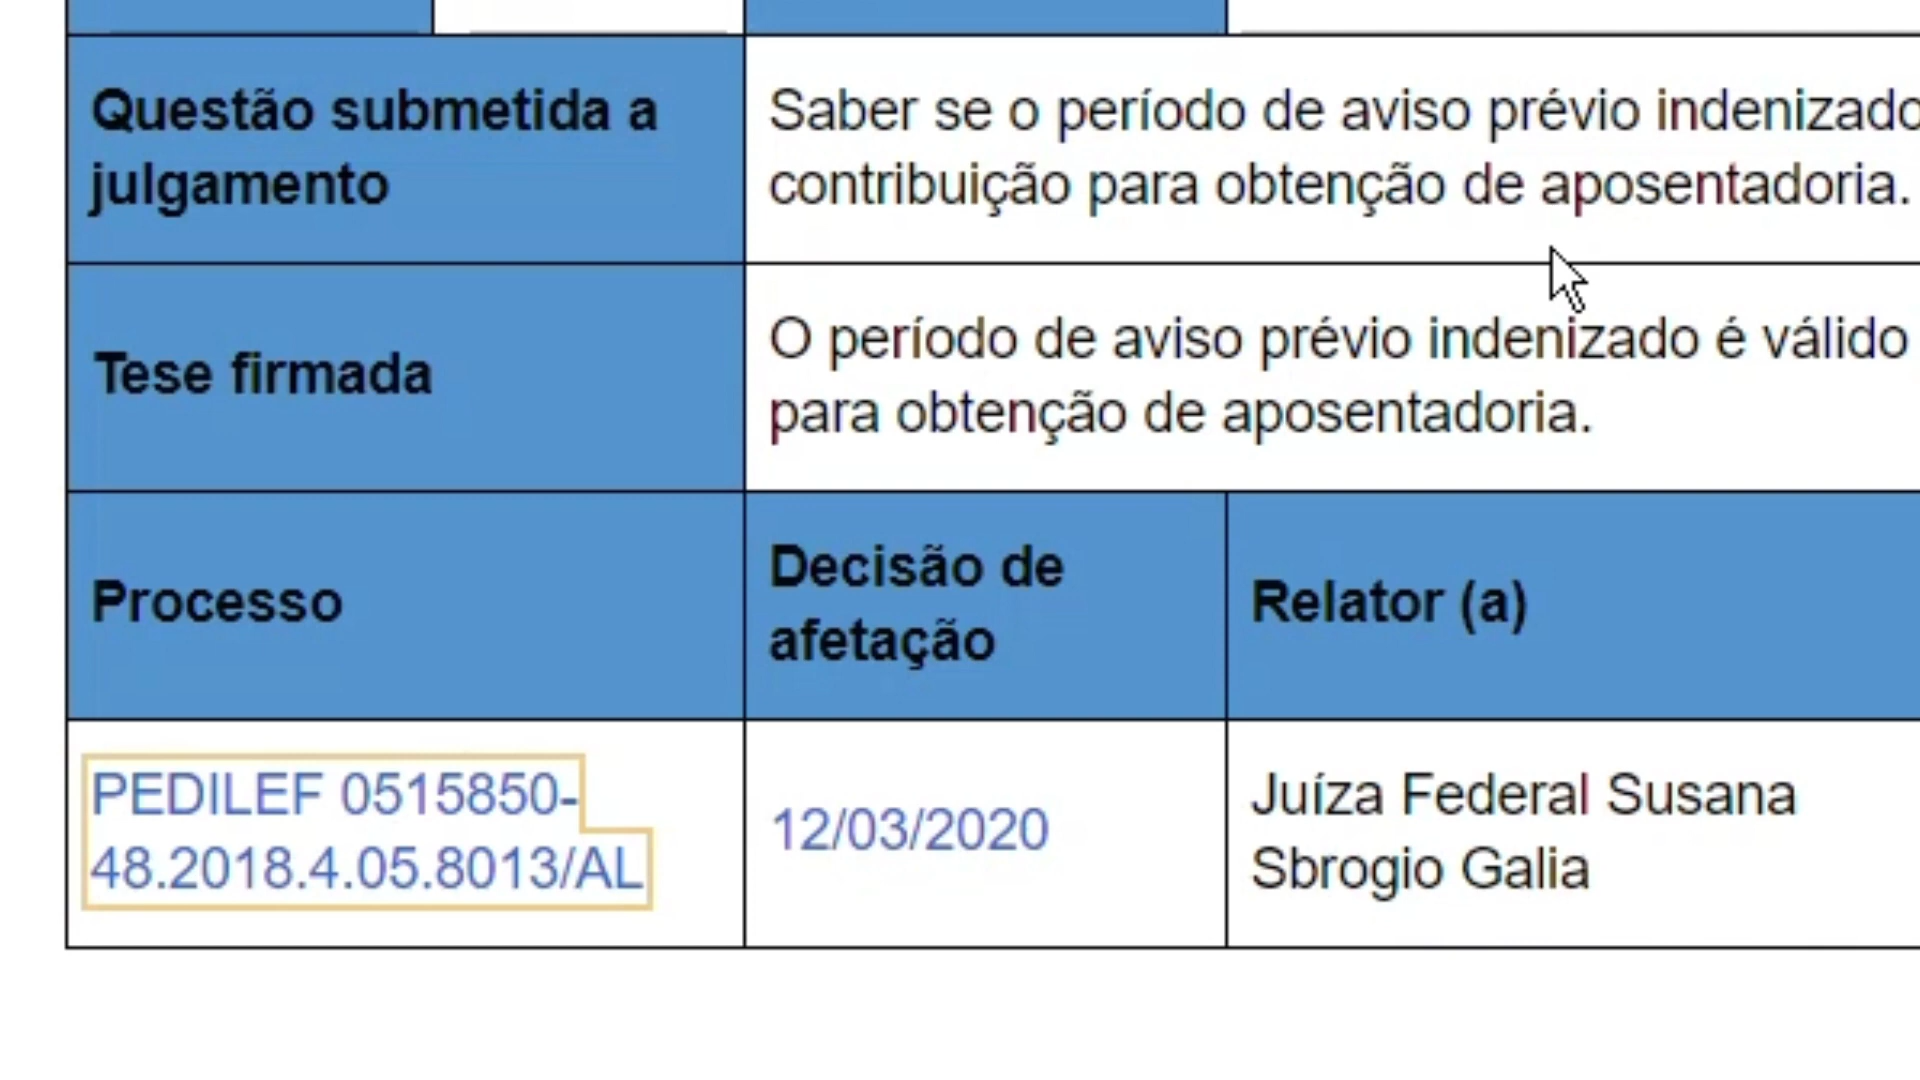 Questão submetida a
julgamento
Saber se o período de aviso prévio indenizado
contribuição para obtenção de aposentadoria.
Tese firmada
O período de aviso prévio indenizado é válido
para obtenção de aposentadoria.
Processo
Decisão de
afetação
Relator (a)
PEDILEF 0515850-
48.2018.4.05.8013/AL
12/03/2020
Juíza Federal Susana
Sbrogio Galia